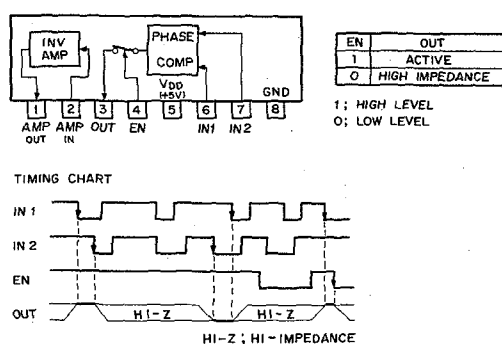 INV
AMP
PHASE
COMP
VDD
(+5V)
GND
1 2 3 4 5 6 7 8
AMP OUT
AMP IN
OUT
EN
IN1
IN2
EN OUT
1 ACTIVE
0 HIGH IMPEDANCE
1; HIGH LEVEL
0; LOW LEVEL
TIMING CHART
IN 1
IN 2
EN
OUT HI-Z HI-Z
HI-Z; HI-IMPEDANCE